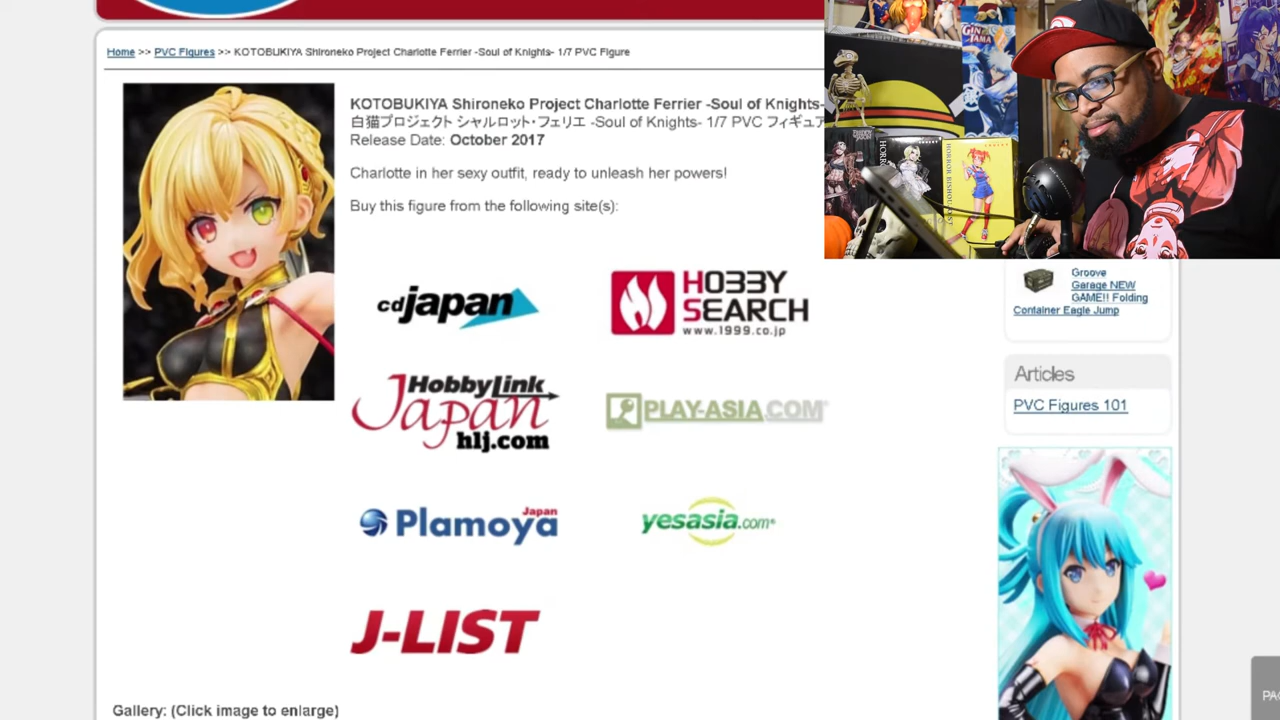 Home >> PVC Figures >> KOTOBUKIYA Shironeko Project Charlotte Ferrier -Soul of Knights- 1/7 PVC Figure
KOTOBUKIYA Shironeko Project Charlotte Ferrier -Soul of Knights-
白猫プロジェクト シャルロット・フェリエ -Soul of Knights- 1/7 PVC フィギュア
Release Date: October 2017
Charlotte in her sexy outfit, ready to unleash her powers!
Buy this figure from the following site(s):
cdjapan
HOBBY
SEARCH
www.1999.co.jp
HobbyLink
Japan
hlj.com
PLAY-ASIA.COM
Plamoya
Japan
yesasia.com
J-LIST
Gallery: (Click image to enlarge)
GINTAMA
HORROR BISHOUJO
HORROR
Groove
Garage NEW
GAME!! Folding
Container Eagle Jump
Articles
PVC Figures 101